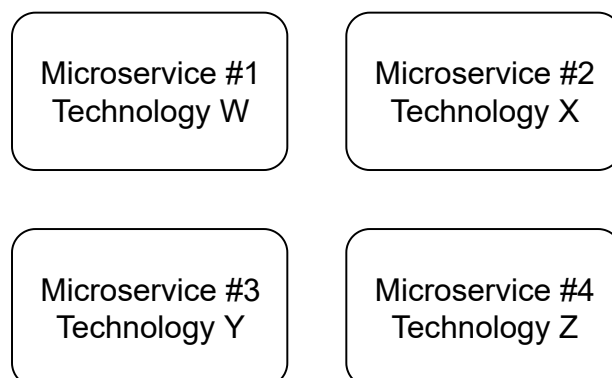 Microservice #1
Technology W
Microservice #2
Technology X
Microservice #3
Technology Y
Microservice #4
Technology Z